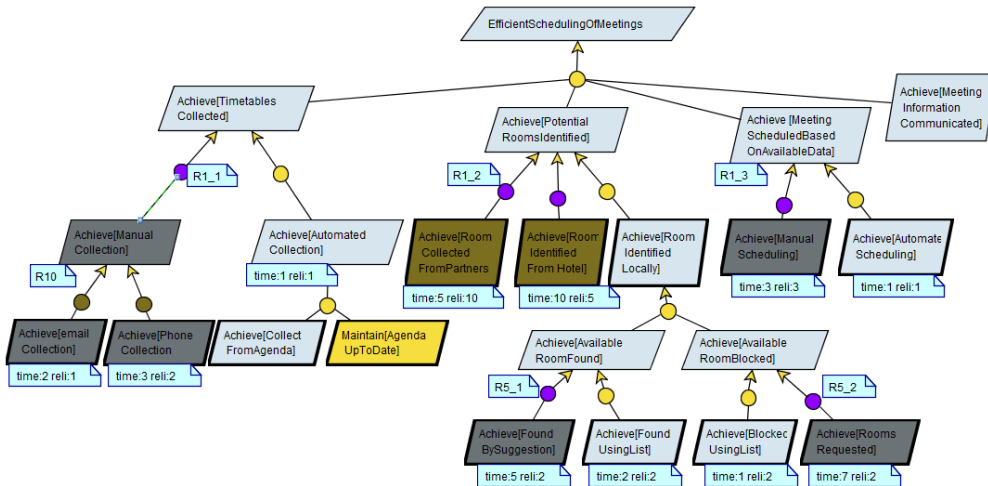 EfficientSchedulingOfMeetings
Achieve[Timetables
Collected]
Achieve[Potential
RoomsIdentified]
Achieve [Meeting
ScheduledBased
OnAvailableData]
Achieve[Meeting
Information
Communicated]
R1_1
R1_2
R1_3
Achieve[Manual
Collection]
Achieve[Automated
Collection]
Achieve[Room
Collected
FromPartners
Achieve[Room
Identified
From Hotel]
Achieve[Room
Identified
Locally]
Achieve[Manual
Scheduling]
Achieve[Automate
Scheduling]
R10
time:1 reli:1
time:5 reli:10
time:10 reli:5
time:3 reli:3
time:1 reli:1
Achieve[email
Collection]
Achieve[Phone
Collection
Achieve[Collect
FromAgenda]
Maintain[Agenda
UpToDate]
Achieve[Available
RoomFound]
Achieve[Available
RoomBlocked]
time:2 reli:1
time:3 reli:2
R5_1
R5_2
Achieve[Found
BySuggestion]
Achieve[Found
UsingList]
Achieve[Blocked
UsingList]
Achieve[Rooms
Requested]
time:5 reli:2
time:2 reli:2
time:1 reli:2
time:7 reli:2